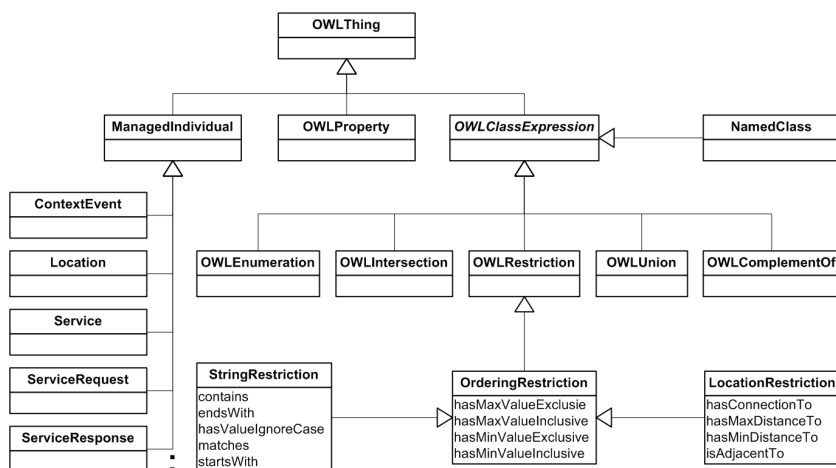 OWLThing
ManagedIndividual
OWLProperty
OWLClassExpression
NamedClass
ContextEvent
Location
Service
ServiceRequest
ServiceResponse
OWLEnumeration
OWLIntersection
OWLRestriction
OWLUnion
OWLComplementOf
StringRestriction
contains
endsWith
hasValueIgnoreCase
matches
startsWith
OrderingRestriction
hasMaxValueExclusie
hasMaxValueInclusive
hasMinValueExclusive
hasMinValueInclusive
LocationRestriction
hasConnectionTo
hasMaxDistanceTo
hasMinDistanceTo
isAdjacentTo